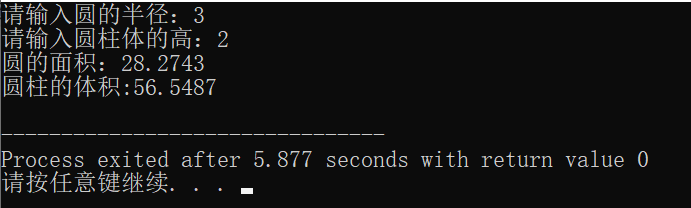 请输入圆的半径：3
请输入圆柱体的高：2
圆的面积：28.2743
圆柱的体积:56.5487
--------------------------------
Process exited after 5.877 seconds with return value 0
请按任意键继续. . .